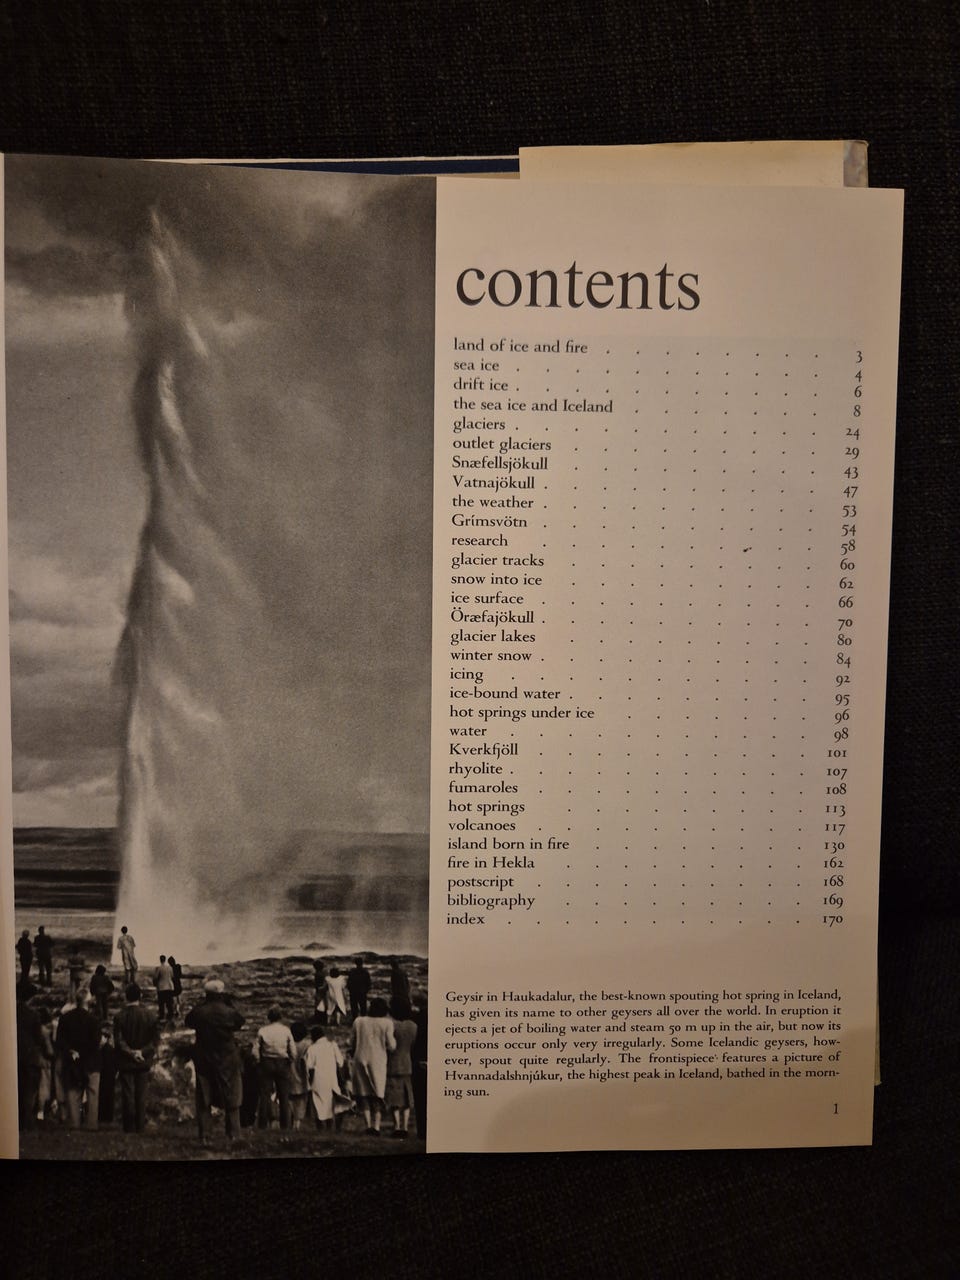 contents
land of ice and fire . . . . . . . . 3
sea ice . . . . . . . . . . . 4
drift ice . . . . . . . . . . . 6
the sea ice and Iceland . . . . . . . 8
glaciers . . . . . . . . . . . 24
outlet glaciers . . . . . . . . . 29
Snæfellsjökull . . . . . . . . . 43
Vatnajökull . . . . . . . . . . 47
the weather . . . . . . . . . . 53
Grímsvötn . . . . . . . . . . 54
research . . . . . . . . . . 58
glacier tracks . . . . . . . . . 60
snow into ice . . . . . . . . . 62
ice surface . . . . . . . . . . 66
Öræfajökull . . . . . . . . . . 70
glacier lakes . . . . . . . . . 80
winter snow . . . . . . . . . . 84
icing . . . . . . . . . . . 92
ice-bound water . . . . . . . . . 95
hot springs under ice . . . . . . . 96
water . . . . . . . . . . . 98
Kverkfjöll . . . . . . . . . . 101
rhyolite . . . . . . . . . . . 107
fumaroles . . . . . . . . . . 108
hot springs . . . . . . . . . 113
volcanoes . . . . . . . . . . 117
island born in fire . . . . . . . . 130
fire in Hekla . . . . . . . . . 162
postscript . . . . . . . . . . 168
bibliography . . . . . . . . . 169
index . . . . . . . . . . . 170
Geysir in Haukadalur, the best-known spouting hot spring in Iceland,
has given its name to other geysers all over the world. In eruption it
ejects a jet of boiling water and steam 50 m up in the air, but now its
eruptions occur only very irregularly. Some Icelandic geysers, how-
ever, spout quite regularly. The frontispiece features a picture of
Hvannadalshnjúkur, the highest peak in Iceland, bathed in the morn-
ing sun.
1